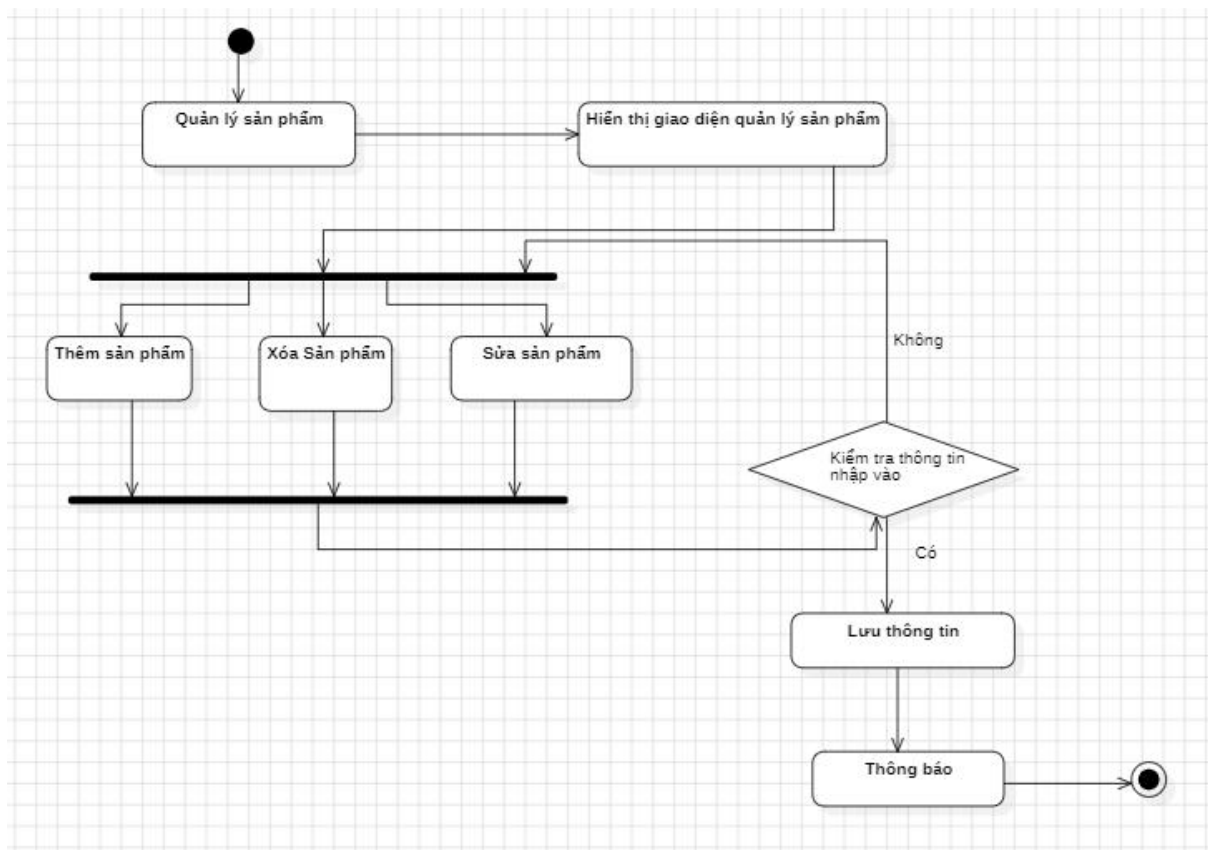 Quản lý sản phẩm
Hiển thị giao diện quản lý sản phẩm
Thêm sản phẩm
Xóa Sản phẩm
Sửa sản phẩm
Không
Kiểm tra thông tin
nhập vào
Có
Lưu thông tin
Thông báo